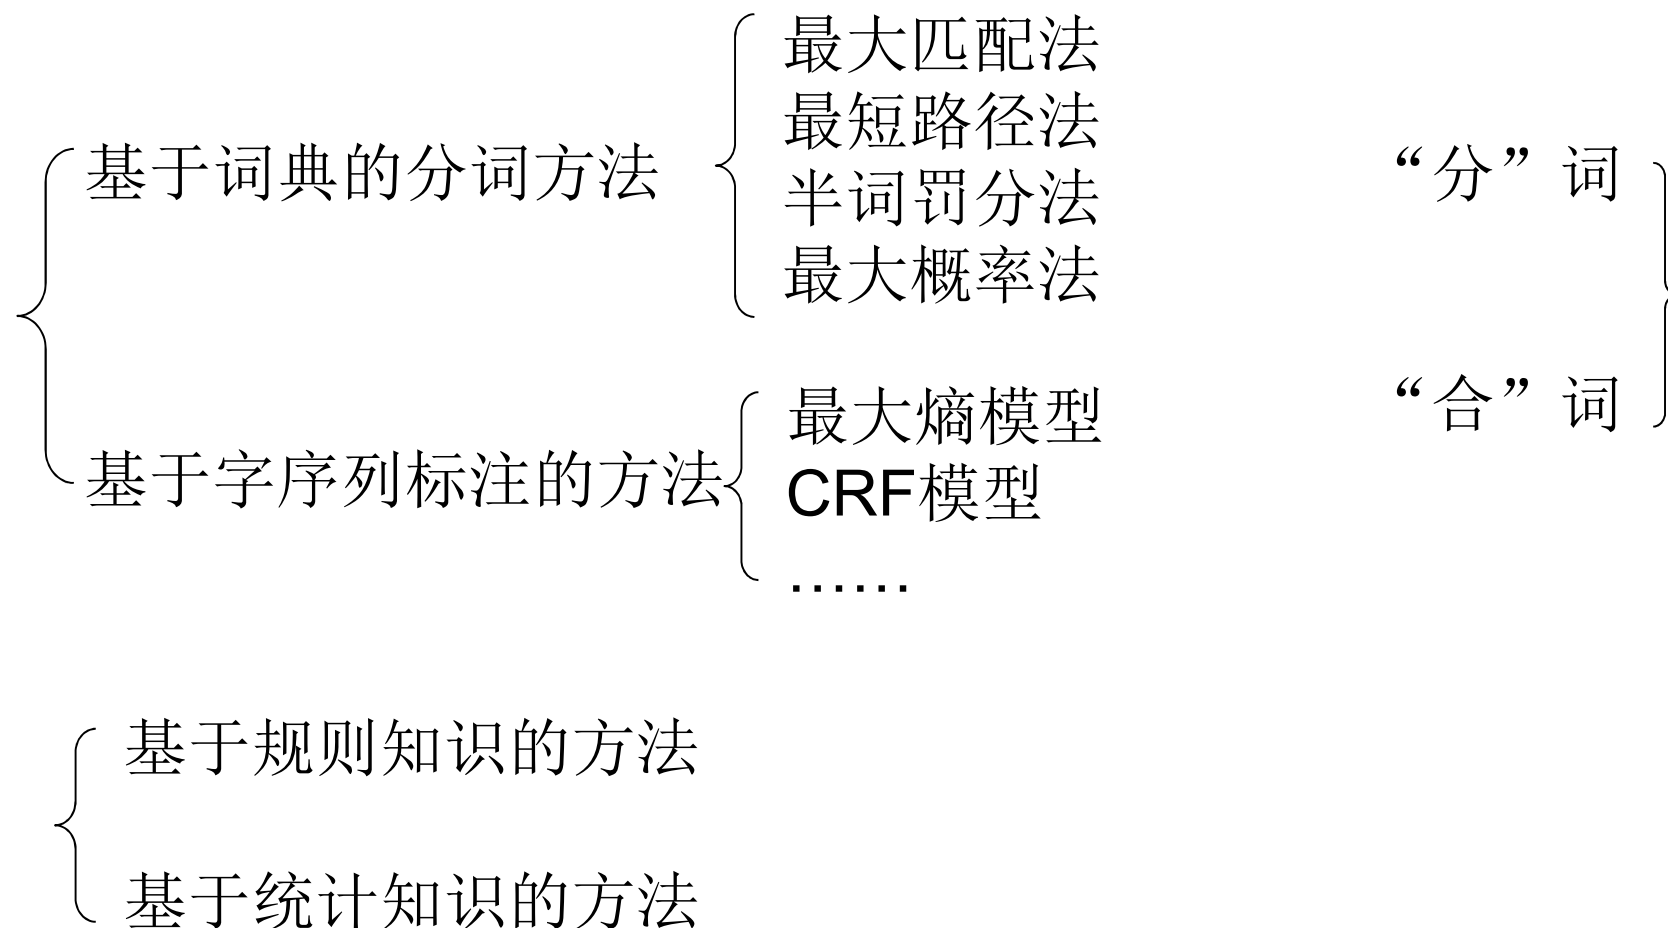 基于词典的分词方法
最大匹配法
最短路径法
半词罚分法
最大概率法
“分”词
基于字序列标注的方法
最大熵模型
CRF模型
……
“合”词
基于规则知识的方法
基于统计知识的方法